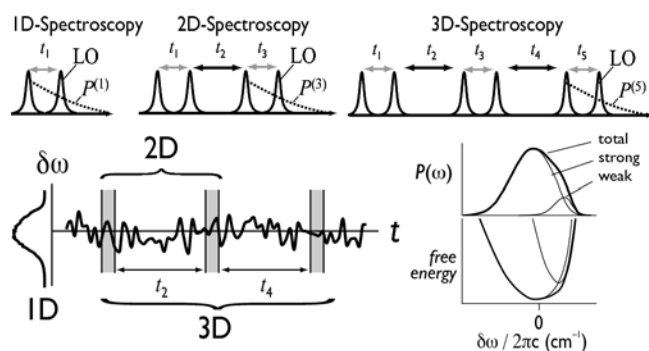 1D-Spectroscopy 2D-Spectroscopy 3D-Spectroscopy
t₁ LO P⁽¹⁾
t₁ t₂ t₃ LO P⁽³⁾
t₁ t₂ t₃ t₄ t₅ LO P⁽⁵⁾
δω
2D
t
t₂ t₄
1D
3D
P(ω)
total
strong
weak
free
energy
0
δω / 2πc (cm⁻¹)